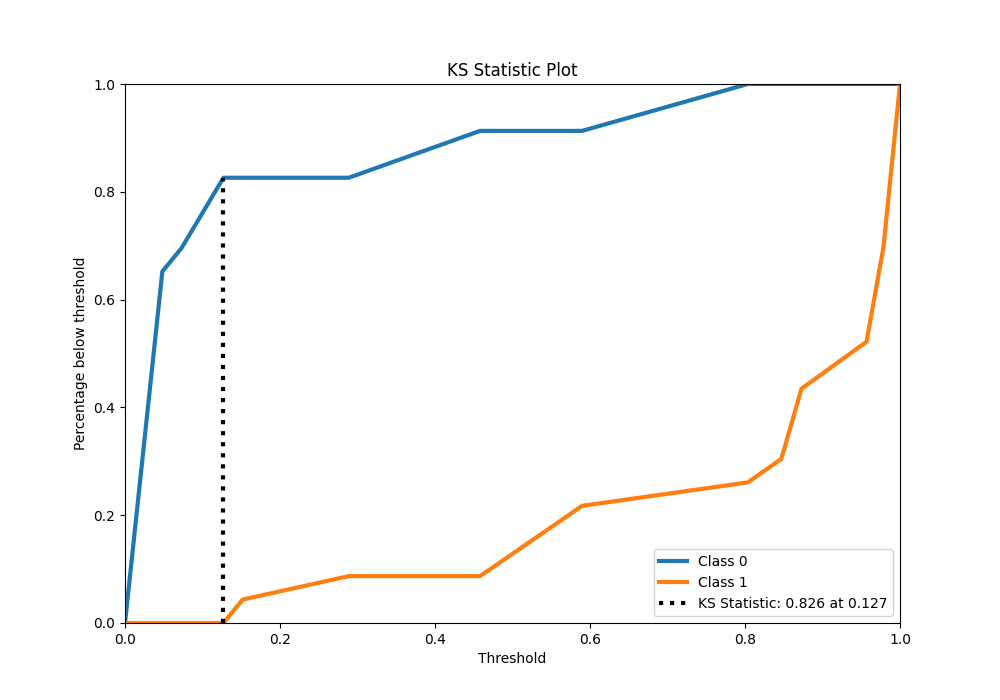 KS Statistic Plot
1.0
0.8
0.6
0.4
0.2
0.0
Percentage below threshold
0.0 0.2 0.4 0.6 0.8 1.0
Threshold
Class 0
Class 1
KS Statistic: 0.826 at 0.127